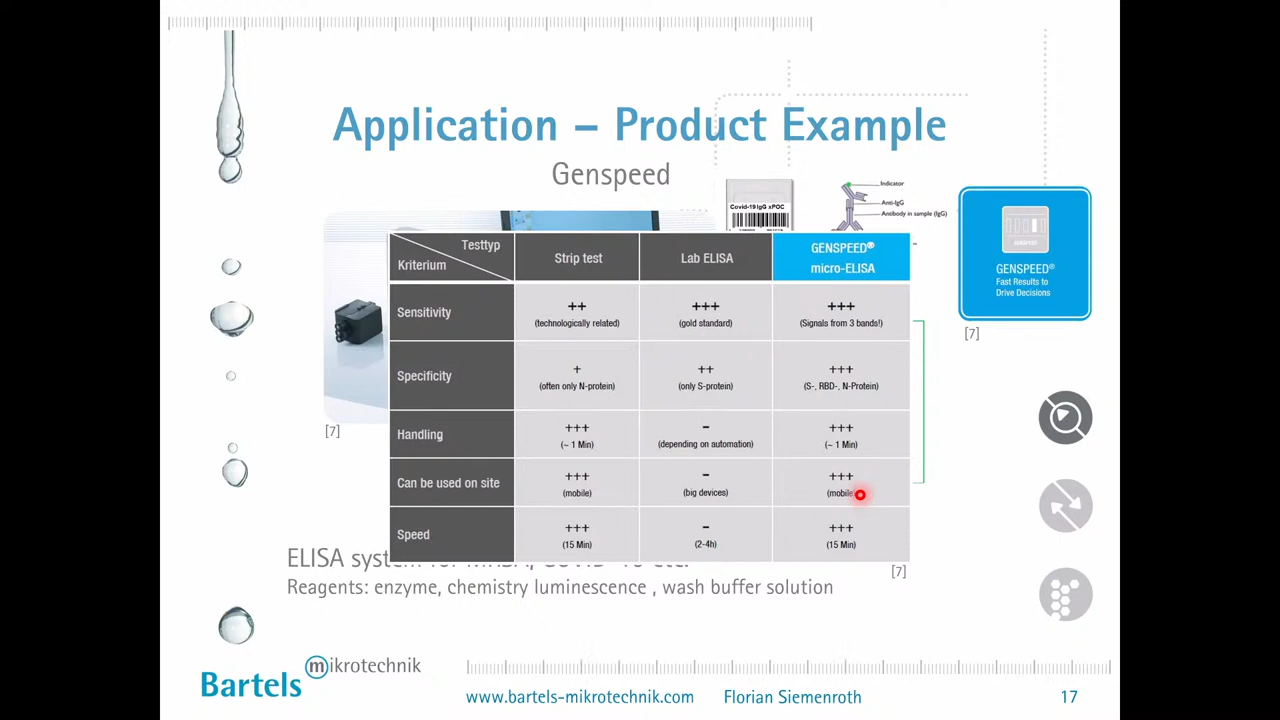 Application – Product Example
Genspeed
Covid-19 IgG xPOC
Indicator
Anti-IgG
Antibody in sample (IgG)
GENSPEED
GENSPEED®
Fast Results to
Drive Decisions
[7]
[7]
Testtyp
Kriterium
Strip test
Lab ELISA
GENSPEED®
micro-ELISA
Sensitivity
++
(technologically related)
+++
(gold standard)
+++
(Signals from 3 bands!)
Specificity
+
(often only N-protein)
++
(only S-protein)
+++
(S-, RBD-, N-Protein)
Handling
+++
(~ 1 Min)
–
(depending on automation)
+++
(~ 1 Min)
Can be used on site
+++
(mobile)
–
(big devices)
+++
(mobile
Speed
+++
(15 Min)
–
(2-4h)
+++
(15 Min)
[7]
ELISA
Reagents: enzyme, chemistry luminescence , wash buffer solution
Bartels mikrotechnik
www.bartels-mikrotechnik.com
Florian Siemenroth
17